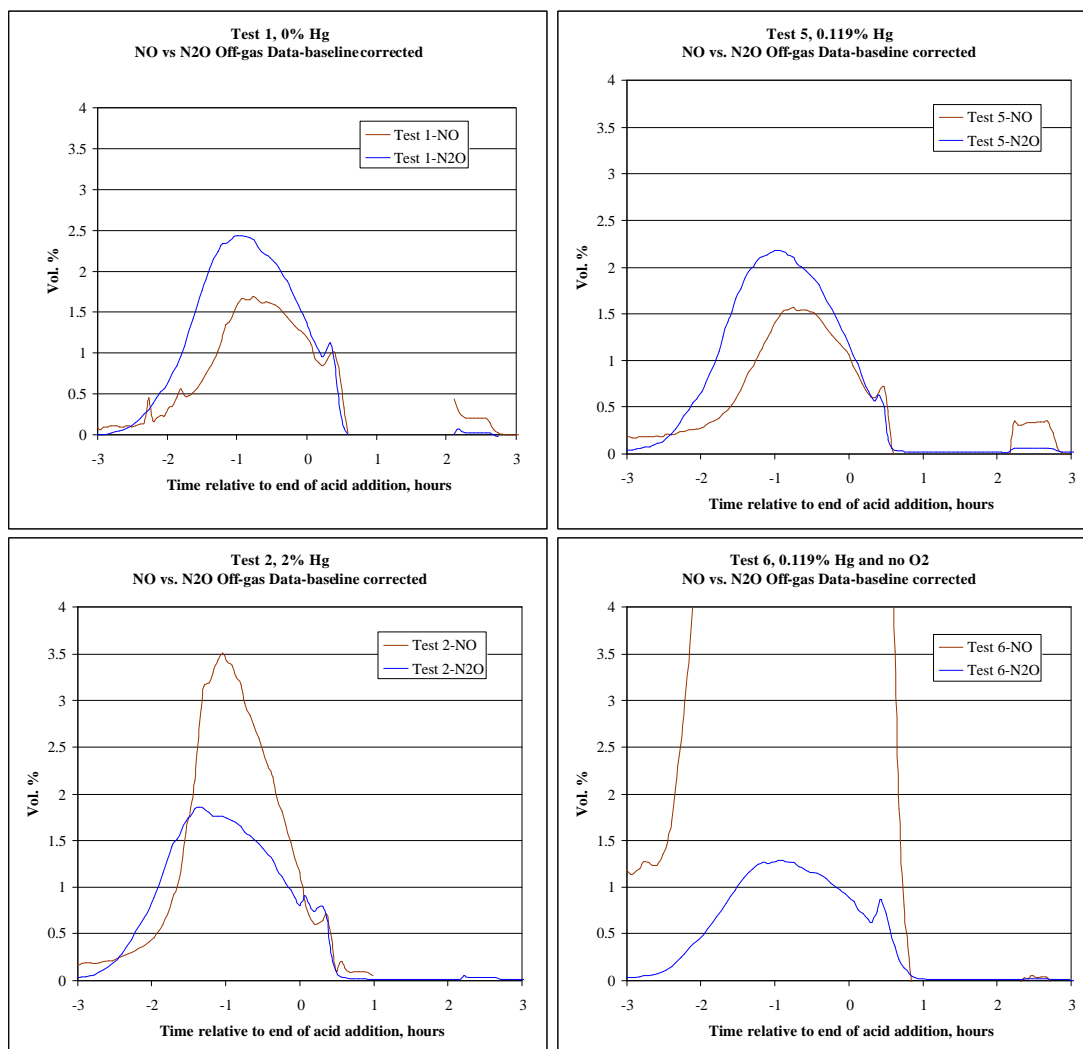 Test 1, 0% Hg
NO vs N2O Off-gas Data-baseline corrected
4
3.5
3
2.5
2
1.5
1
0.5
0
Vol. %
Test 1-NO
Test 1-N2O
-3
-2
-1
0
1
2
3
Time relative to end of acid addition, hours
Test 5, 0.119% Hg
NO vs. N2O Off-gas Data-baseline corrected
4
3.5
3
2.5
2
1.5
1
0.5
0
Vol. %
Test 5-NO
Test 5-N2O
-3
-2
-1
0
1
2
3
Time relative to end of acid addition, hours
Test 2, 2% Hg
NO vs. N2O Off-gas Data-baseline corrected
4
3.5
3
2.5
2
1.5
1
0.5
0
Vol. %
Test 2-NO
Test 2-N2O
-3
-2
-1
0
1
2
3
Time relative to end of acid addition, hours
Test 6, 0.119% Hg and no O2
NO vs. N2O Off-gas Data-baseline corrected
4
3.5
3
2.5
2
1.5
1
0.5
0
Vol. %
Test 6-NO
Test 6-N2O
-3
-2
-1
0
1
2
3
Time relative to end of acid addition, hours